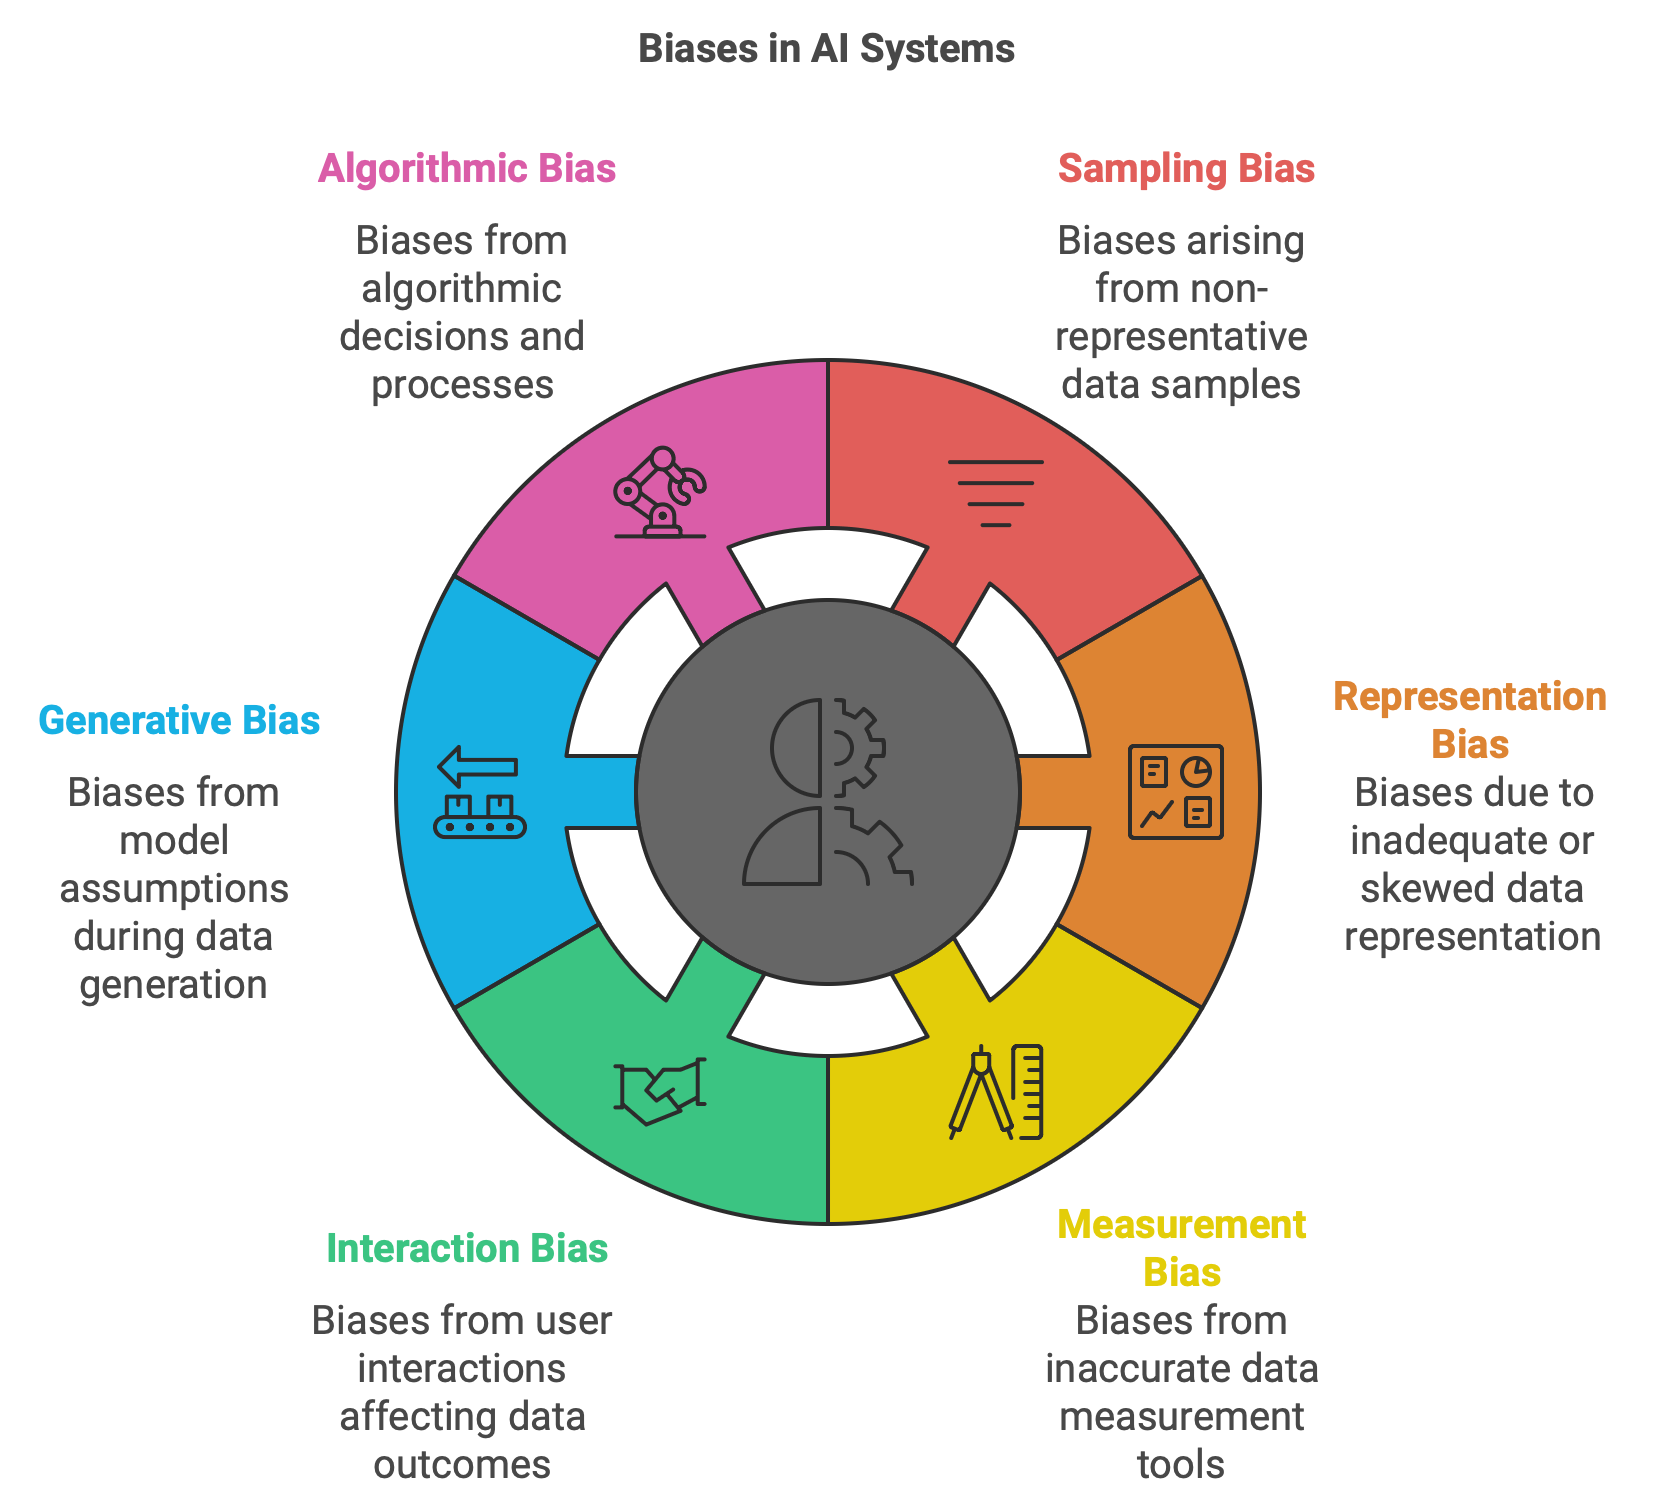 Biases in AI Systems
Algorithmic Bias
Biases from
algorithmic
decisions and
processes
Sampling Bias
Biases arising
from non-
representative
data samples
Generative Bias
Biases from
model
assumptions
during data
generation
Representation
Bias
Biases due to
inadequate or
skewed data
representation
Interaction Bias
Biases from user
interactions
affecting data
outcomes
Measurement
Bias
Biases from
inaccurate data
measurement
tools